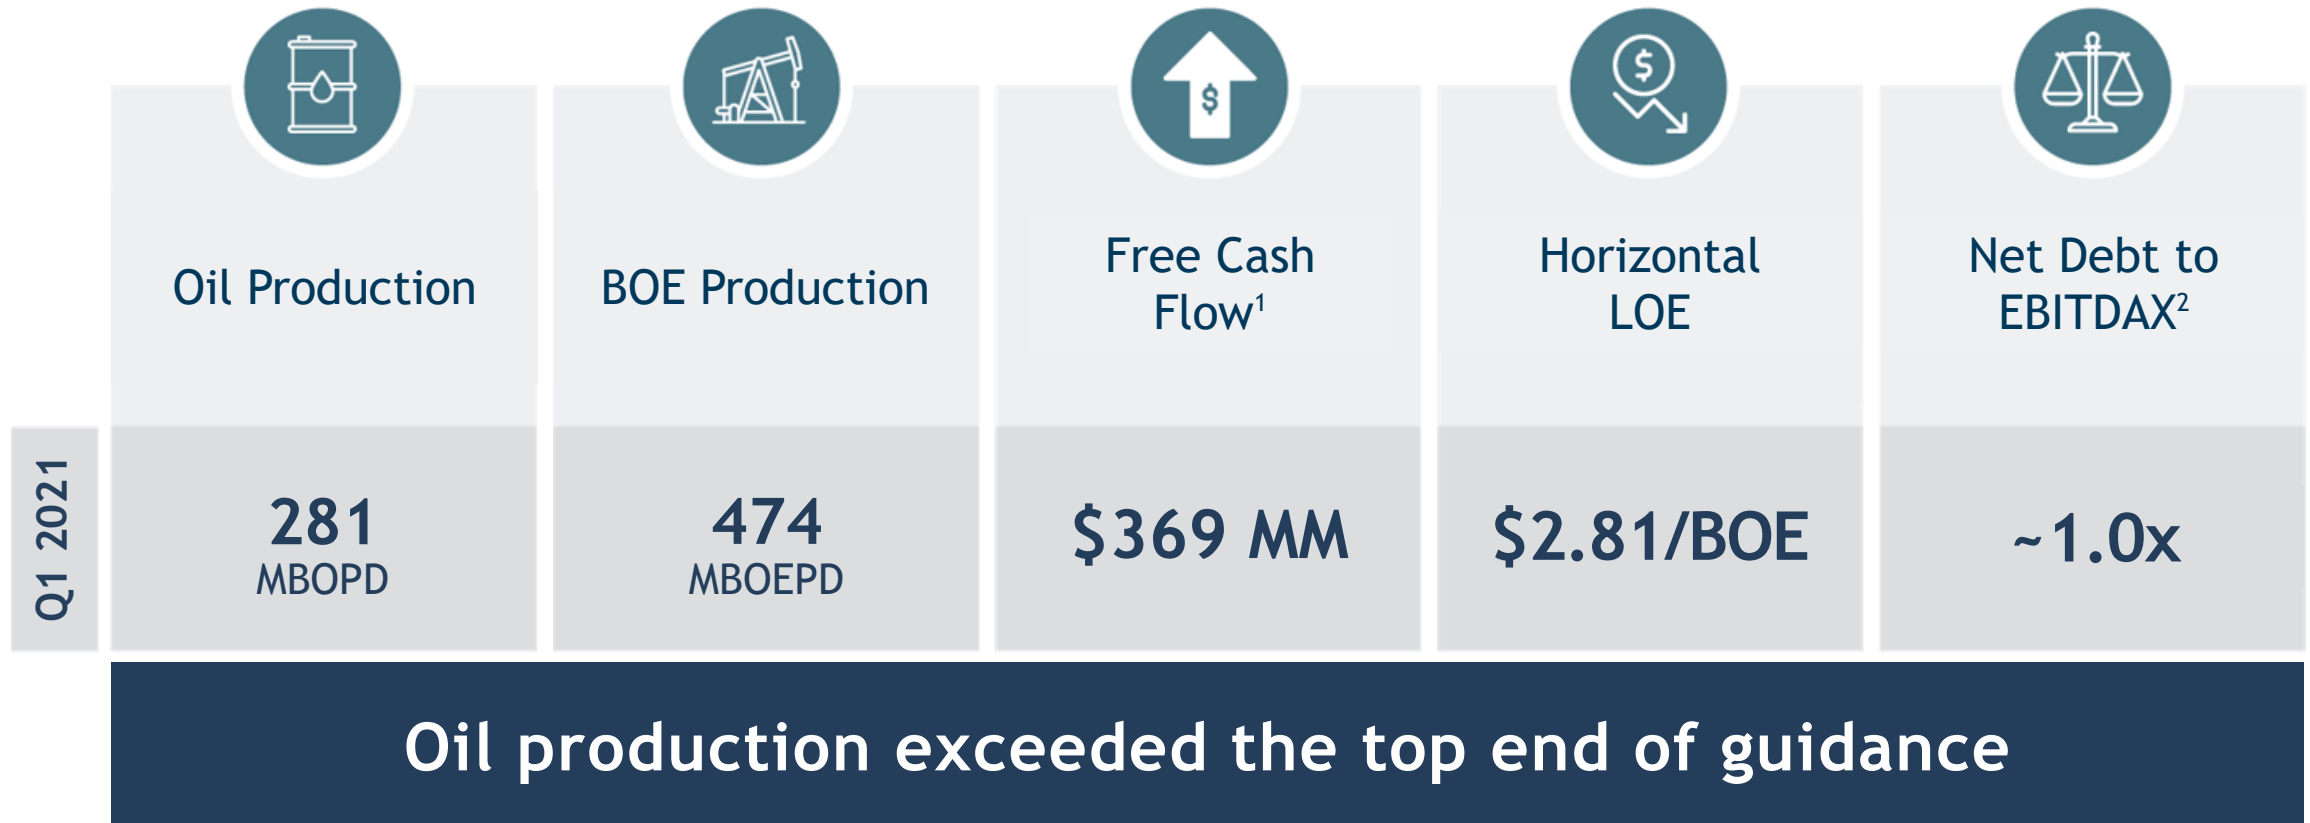 Oil Production
BOE Production
Free Cash
Flow¹
Horizontal
LOE
Net Debt to
EBITDAX²
Q1 2021
281
MBOPD
474
MBOEPD
$369 MM
$2.81/BOE
~1.0x
Oil production exceeded the top end of guidance